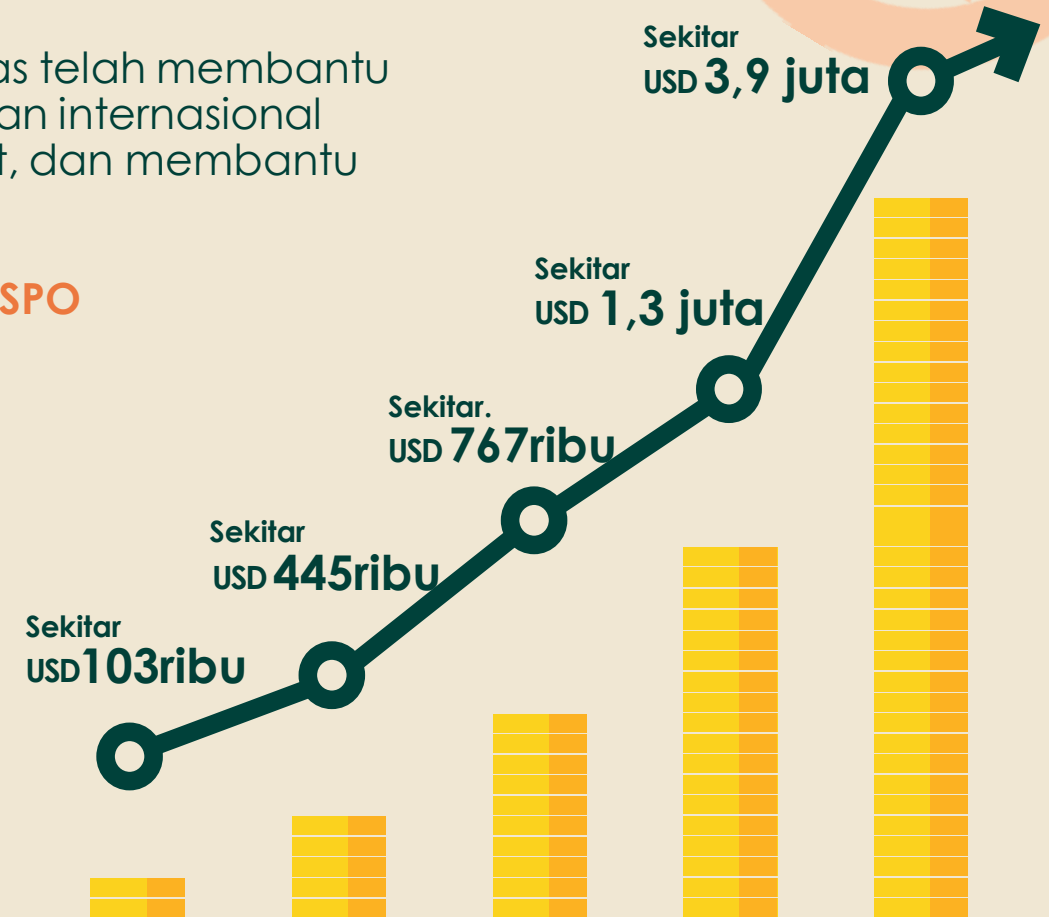 as telah membantu
an internasional
t, dan membantu
SPO
Sekitar
USD 3,9 juta
Sekitar
USD 1,3 juta
Sekitar.
USD 767ribu
Sekitar
USD 445ribu
Sekitar
USD103ribu